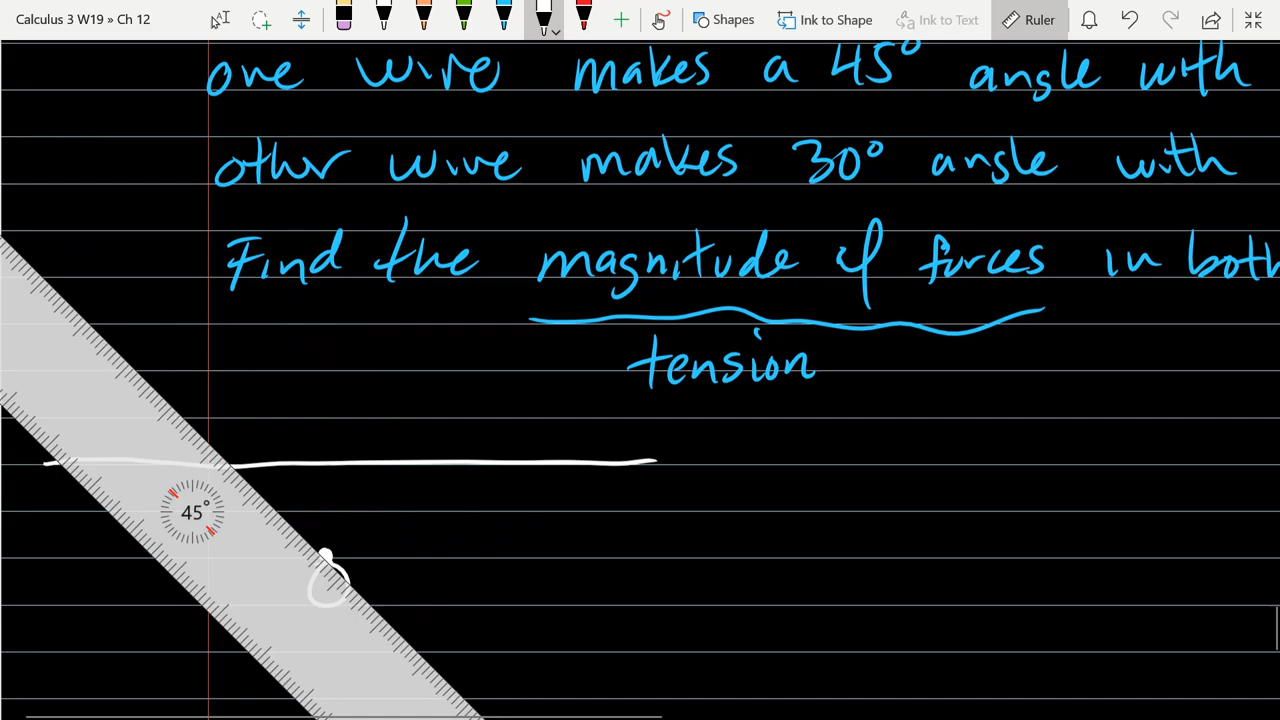 Calculus 3 W19 » Ch 12
Shapes
Ink to Shape
Ink to Text
Ruler
one wire makes a 45° angle with
other wire makes 30° angle with
Find the magnitude of forces in both
tension
45°